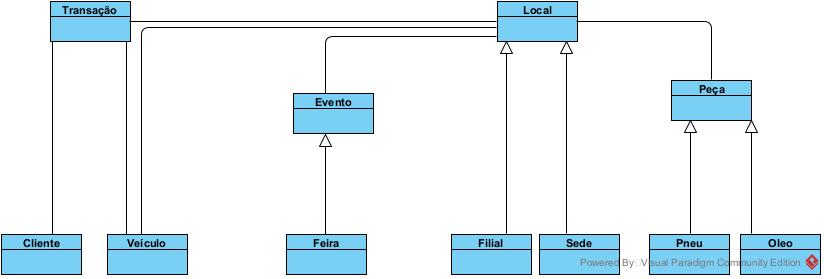 Transação
Local
Peça
Evento
Cliente
Veículo
Feira
Filial
Sede
Pneu
Oleo
Powered By Visual Paradigm Community Edition